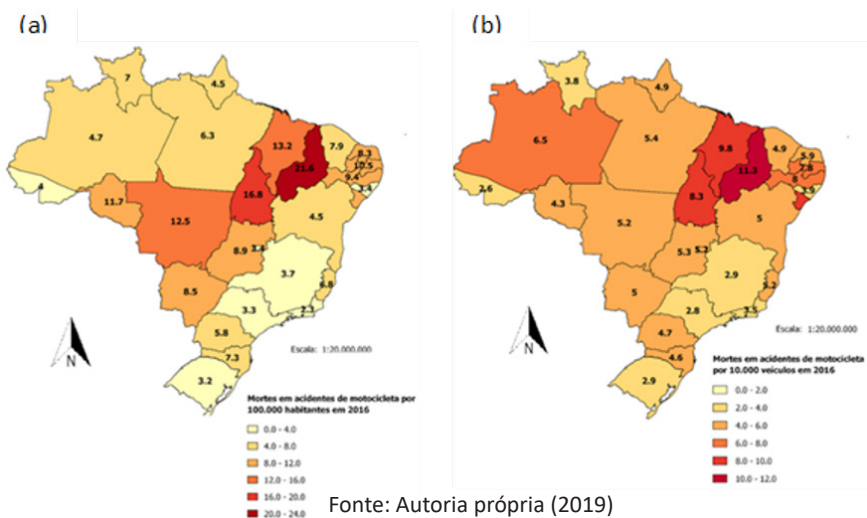 (a)
7
4.5
4.7
6.3
13.2
7.9
8.3
10.5
9.4
3.4
21.6
16.8
4
11.7
12.5
4.5
8.9
3.7
6.8
8.5
3.3
2.3
5.8
7.3
3.2
N
Escala: 1:20.000.000
Mortes em acidentes de motocicleta por
100.000 habitantes em 2016
0.0 - 4.0
4.0 - 8.0
8.0 - 12.0
12.0 - 16.0
16.0 - 20.0
20.0 - 24.0
(b)
3.8
4.9
6.5
5.4
9.8
4.9
5.9
7.8
8
3.9
11.3
8.3
2.6
4.3
5.2
5
5.3
5.2
2.9
5.2
5
2.8
3.5
4.7
4.6
2.9
N
Escala: 1:20.000.000
Mortes em acidentes de motocicleta
por 10.000 veículos em 2016
0.0 - 2.0
2.0 - 4.0
4.0 - 6.0
6.0 - 8.0
8.0 - 10.0
10.0 - 12.0
Fonte: Autoria própria (2019)